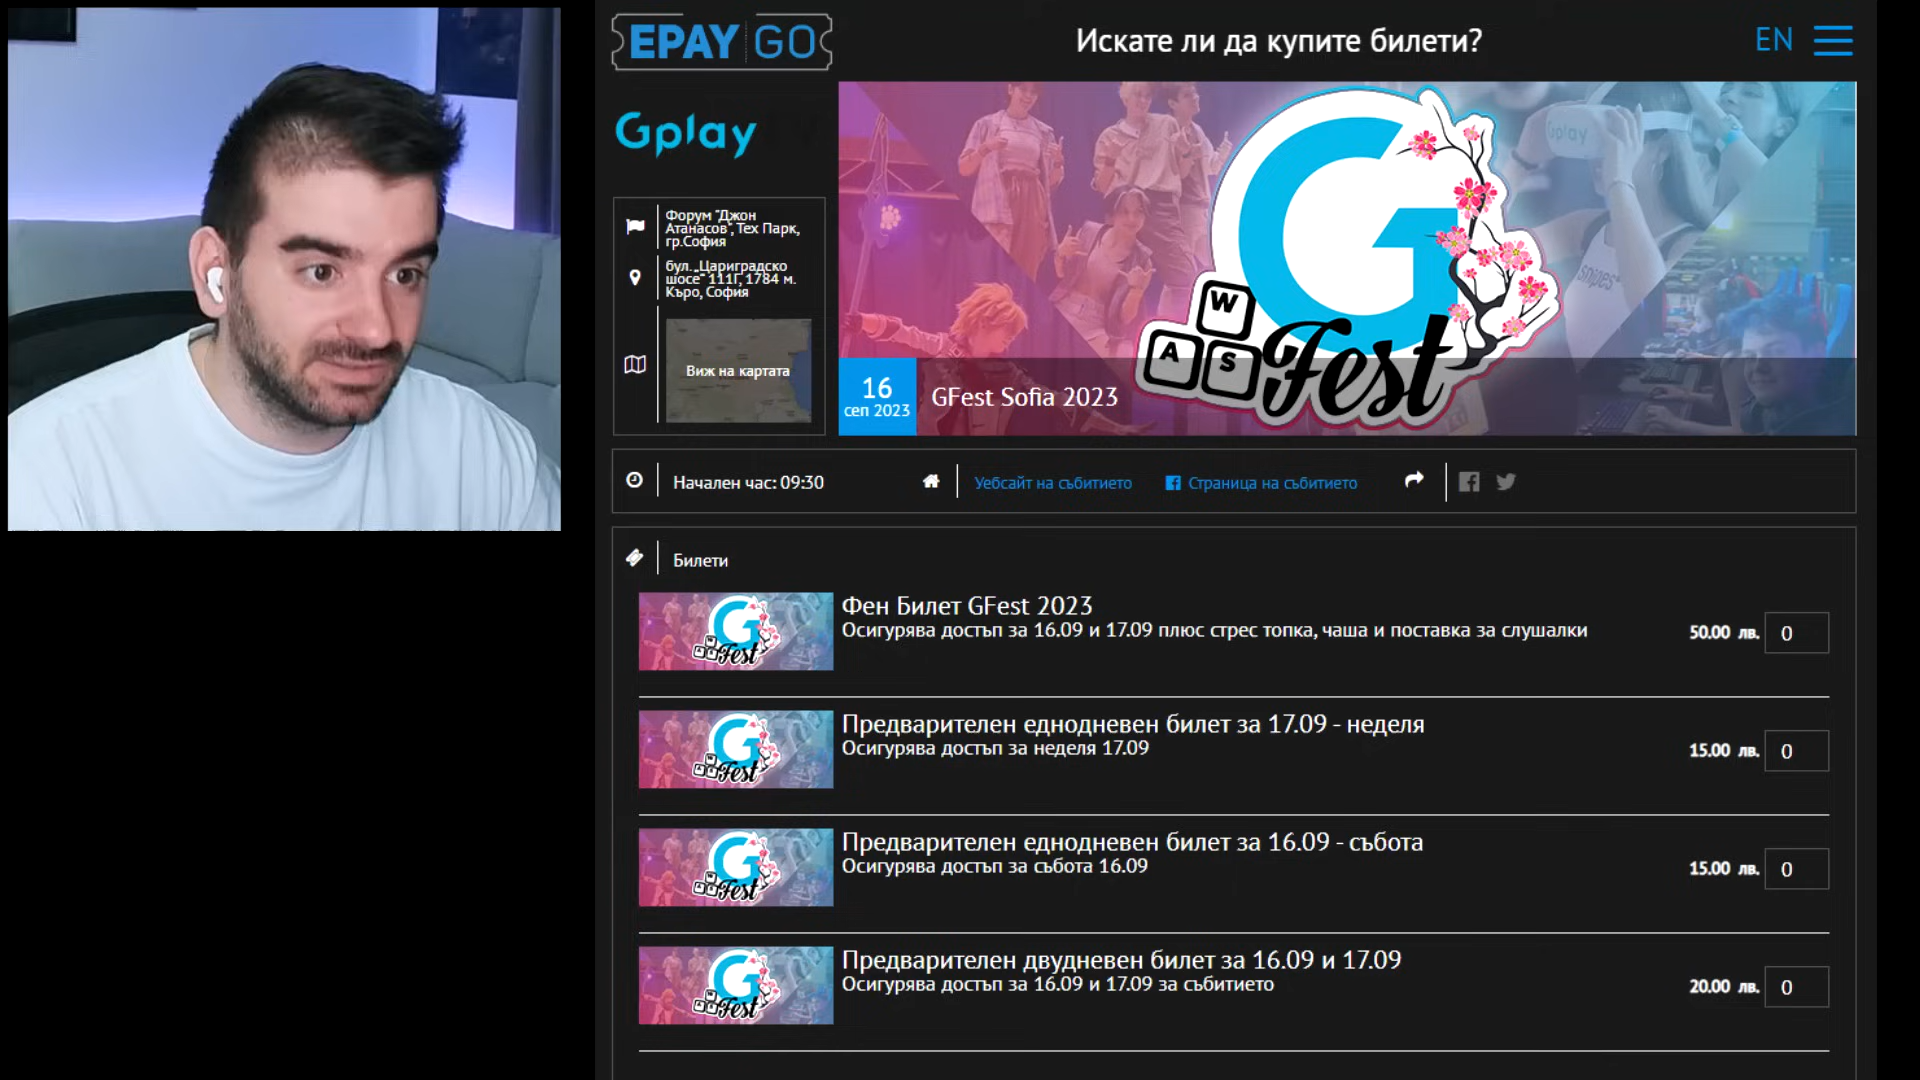 EPAY GO
Искате ли да купите билети?
EN
Gplay
Форум "Джон
Атанасов", Тех Парк,
гр.София
бул. „Цариградско
шосе" 111Г, 1784 м.
Къро, София
Виж на картата
Gplay
snipes
G
W
A S
Fest
16
сеп 2023
GFest Sofia 2023
Начален час: 09:30
Уебсайт на събитието
Страница на събитието
Билети
G
W
A S
Fest
Фен Билет GFest 2023
Осигурява достъп за 16.09 и 17.09 плюс стрес топка, чаша и поставка за слушалки
50.00 лв.
0
G
W
A S
Fest
Предварителен еднодневен билет за 17.09 - неделя
Осигурява достъп за неделя 17.09
15.00 лв.
0
G
W
A S
Fest
Предварителен еднодневен билет за 16.09 - събота
Осигурява достъп за събота 16.09
15.00 лв.
0
G
W
A S
Fest
Предварителен двудневен билет за 16.09 и 17.09
Осигурява достъп за 16.09 и 17.09 за събитието
20.00 лв.
0